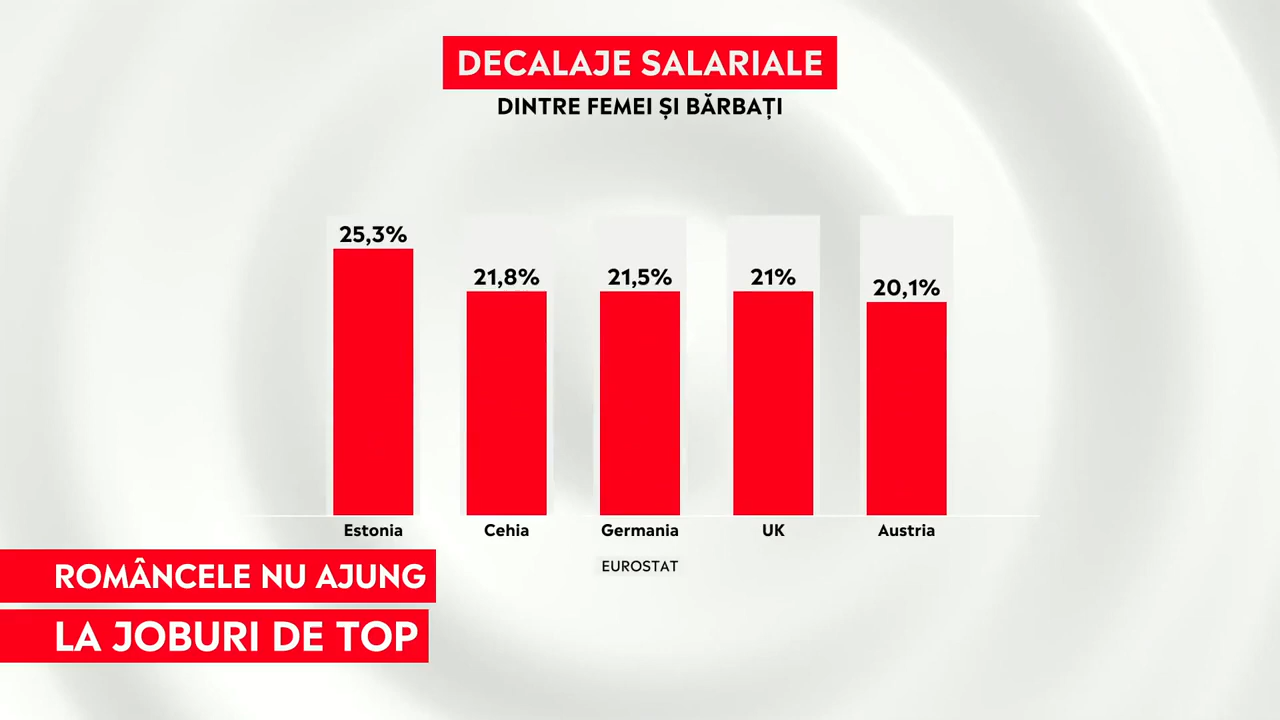 DECALAJE SALARIALE
DINTRE FEMEI ȘI BĂRBAȚI
25,3%
21,8%
21,5%
21%
20,1%
Estonia
Cehia
Germania
UK
Austria
EUROSTAT
ROMÂNCELE NU AJUNG
LA JOBURI DE TOP